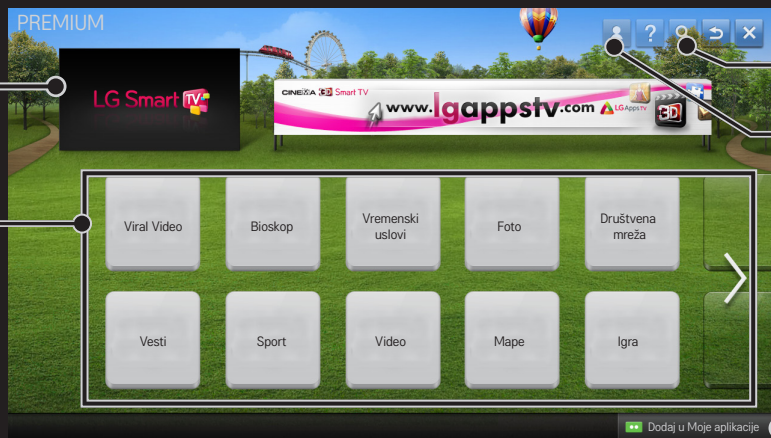 PREMIUM
?
LG Smart TV
CINEMA 3D Smart TV
www.lgappstv.com
LG Apps TV
3D
Viral Video
Bioskop
Vremenski
uslovi
Foto
Društvena
mreža
Vesti
Sport
Video
Mape
Igra
Dodaj u Moje aplikacije